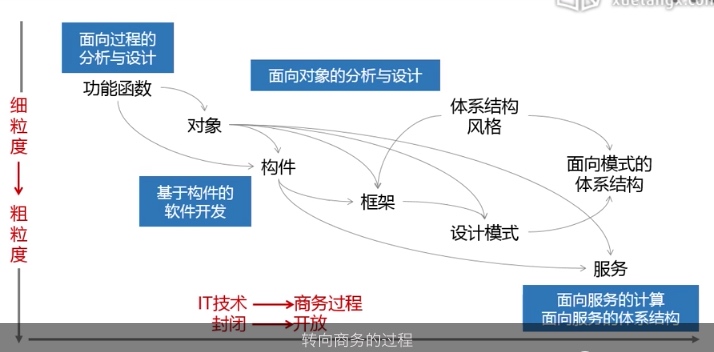 xuetangx.com
面向过程的
分析与设计
面向对象的分析与设计
功能函数
体系结构
风格
细粒度
对象
构件
面向模式的
体系结构
基于构件的
软件开发
框架
粗粒度
设计模式
服务
IT技术 商务过程
封闭 开放
面向服务的计算
面向服务的体系结构
转向商务的过程